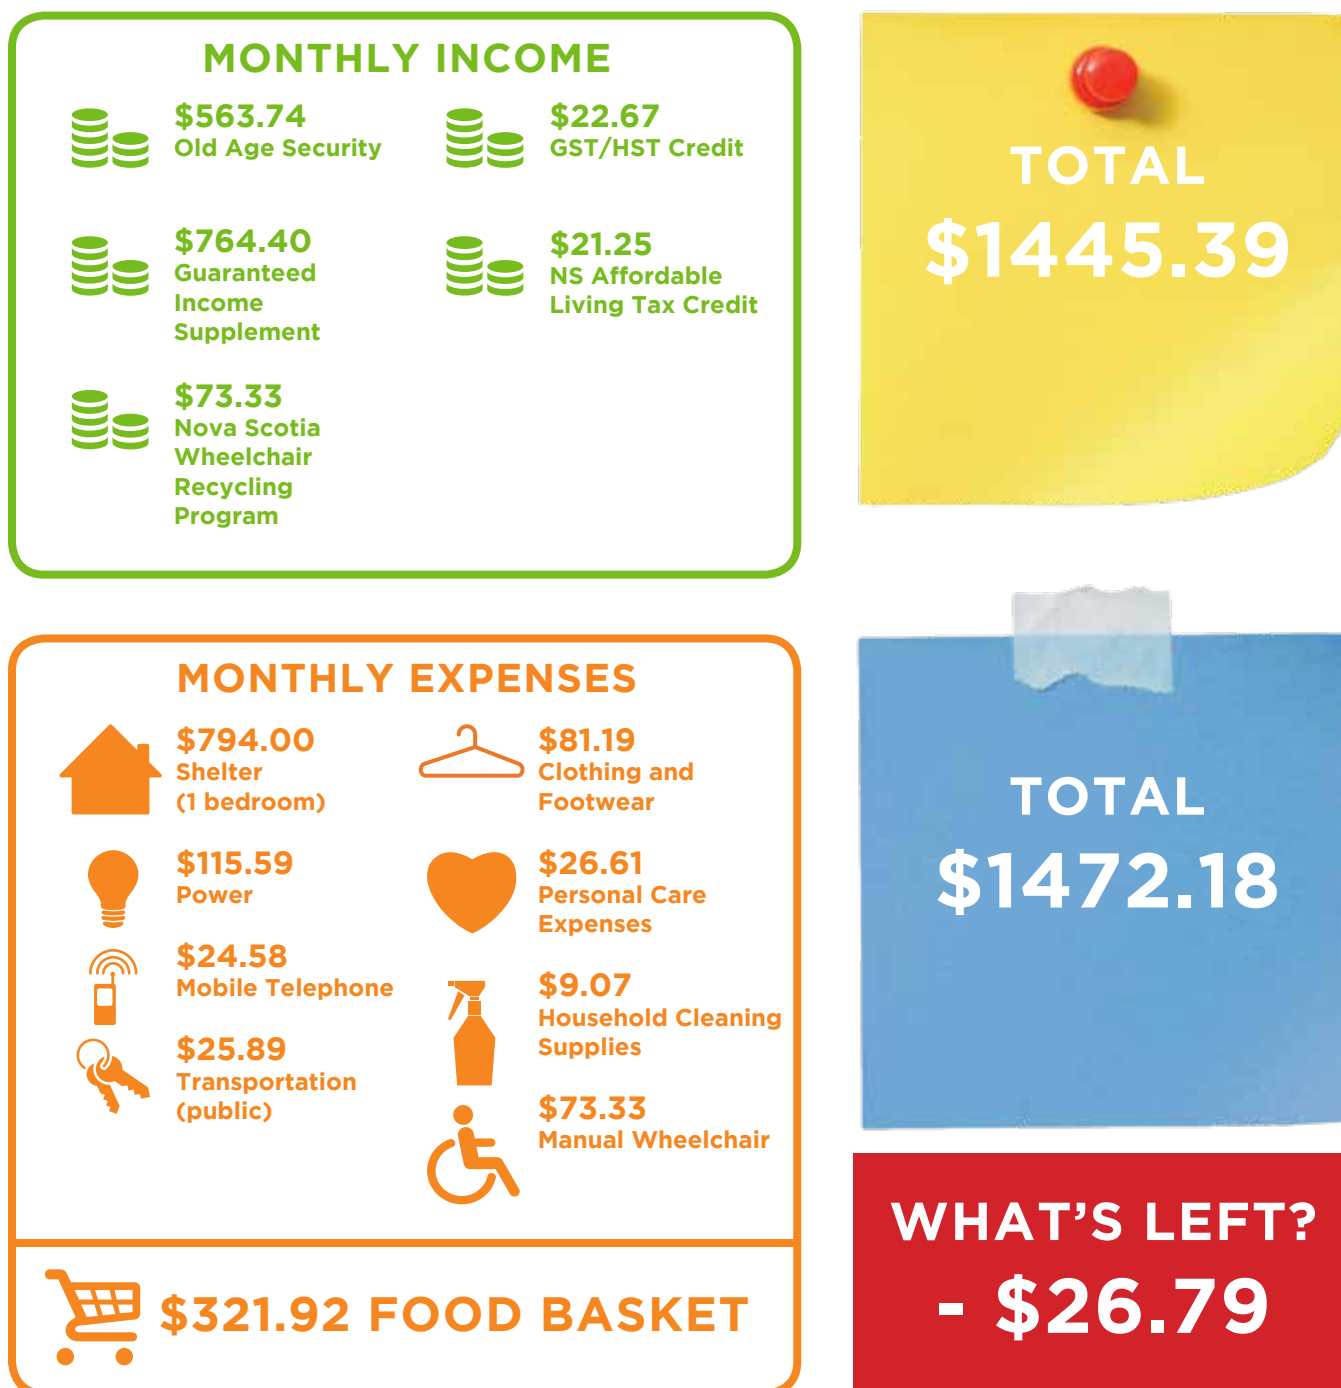 MONTHLY INCOME
$563.74
Old Age Security
$764.40
Guaranteed
Income
Supplement
$73.33
Nova Scotia
Wheelchair
Recycling
Program
$22.67
GST/HST Credit
$21.25
NS Affordable
Living Tax Credit
TOTAL
$1445.39
MONTHLY EXPENSES
$794.00
Shelter
(1 bedroom)
$115.59
Power
$24.58
Mobile Telephone
$25.89
Transportation
(public)
$81.19
Clothing and
Footwear
$26.61
Personal Care
Expenses
$9.07
Household Cleaning
Supplies
$73.33
Manual Wheelchair
$321.92 FOOD BASKET
TOTAL
$1472.18
WHAT'S LEFT?
- $26.79